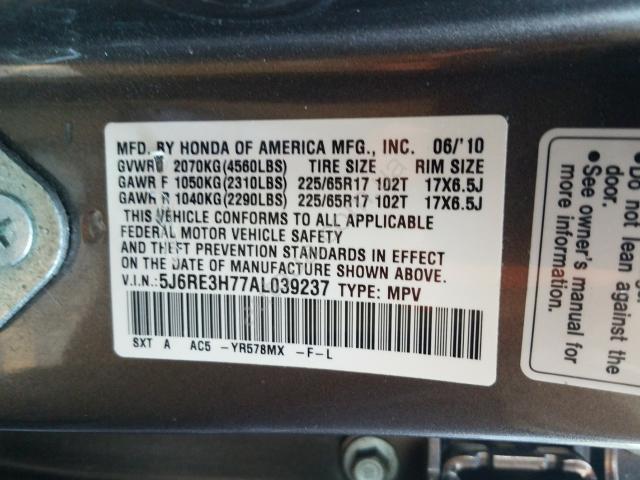 MFD. BY HONDA OF AMERICA MFG., INC. 06/'10
GVWR 2070KG(4560LBS) TIRE SIZE RIM SIZE
GAWR F 1050KG(2310LBS) 225/65R17 102T 17X6.5J
GAWR R 1040KG(2290LBS) 225/65R17 102T 17X6.5J
THIS VEHICLE CONFORMS TO ALL APPLICABLE
FEDERAL MOTOR VEHICLE SAFETY
AND THEFT PREVENTION STANDARDS IN EFFECT
ON THE DATE OF MANUFACTURE SHOWN ABOVE.
V.I.N.:5J6RE3H77AL039237 TYPE: MPV
SXT A AC5 -YR578MX -F-L
• Do not lean
door.
• See owner's manual for
more information.